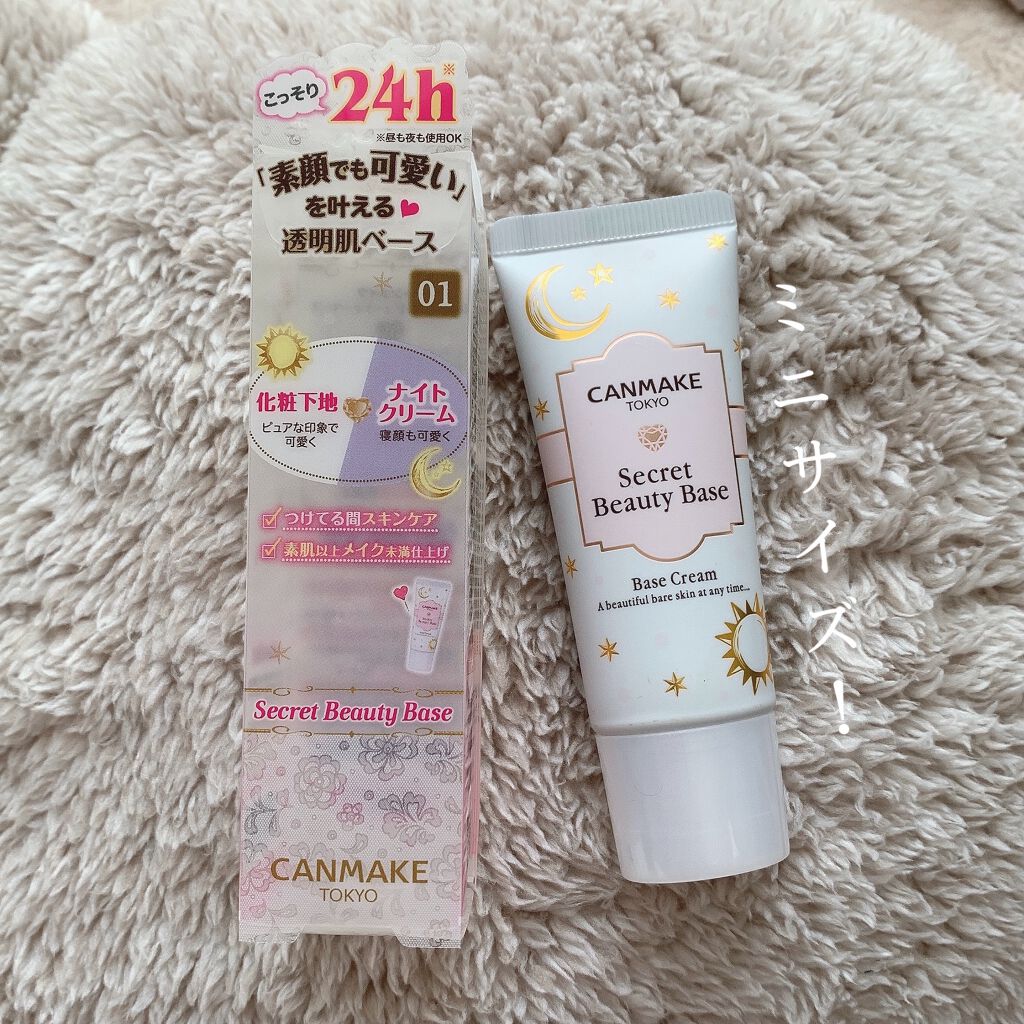 こっそり
24h※
※昼も夜も使用OK
「素顔でも可愛い」
を叶える
透明肌ベース
01
化粧下地
ピュアな印象で
可愛く
ナイト
クリーム
寝顔も可愛く
つけてる間スキンケア
素肌以上メイク未満仕上げ
Secret Beauty Base
CANMAKE
TOKYO
CANMAKE
TOKYO
Secret
Beauty Base
Base Cream
A beautiful bare skin at any time...
ミニサイズ！